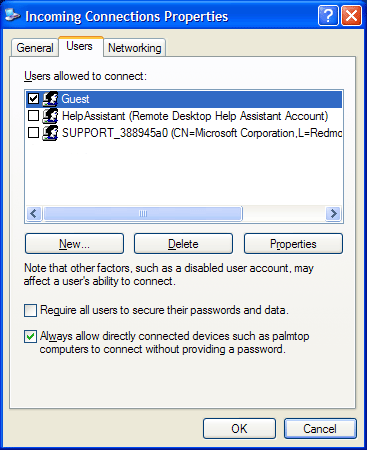 Incoming Connections Properties
General Users Networking
Users allowed to connect:
Guest
HelpAssistant (Remote Desktop Help Assistant Account)
SUPPORT_388945a0 (CN=Microsoft Corporation,L=Redmo
New... Delete Properties
Note that other factors, such as a disabled user account, may
affect a user's ability to connect.
Require all users to secure their passwords and data.
Always allow directly connected devices such as palmtop
computers to connect without providing a password.
OK Cancel